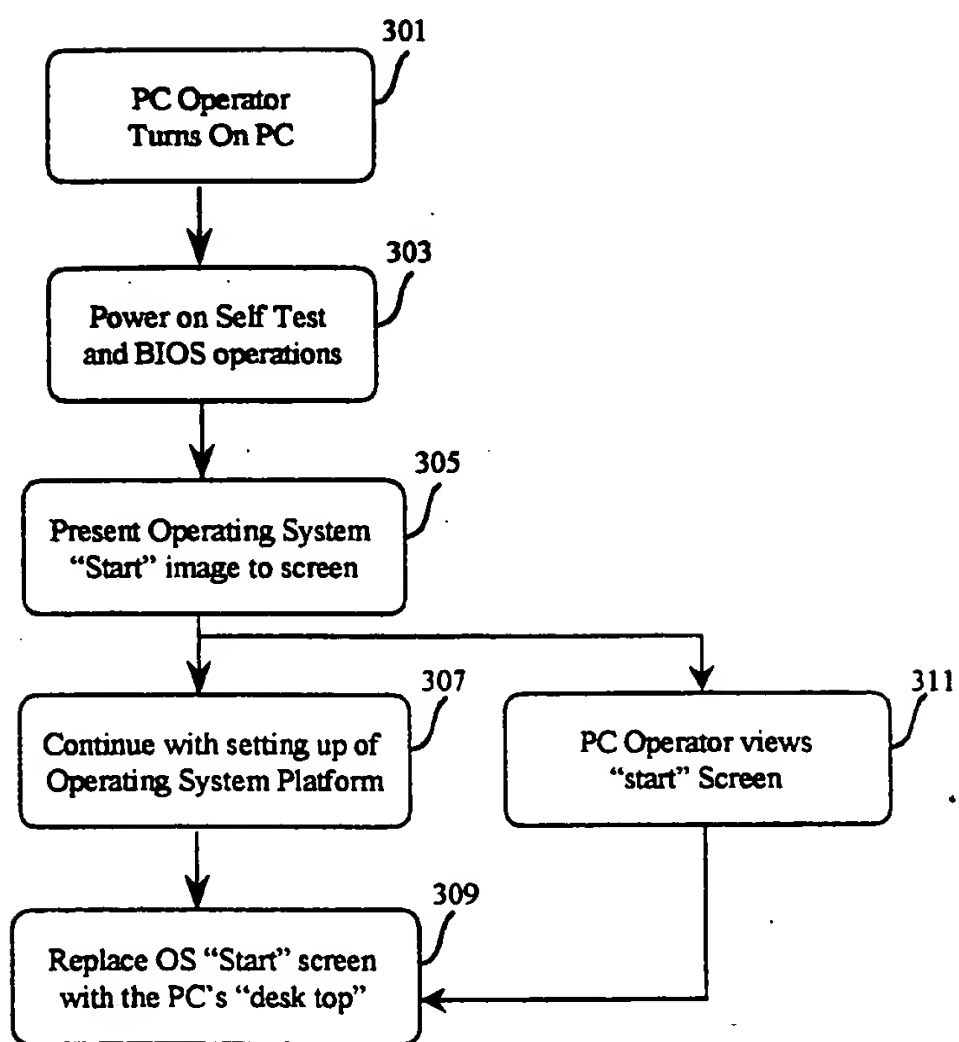 301
PC Operator
Turns On PC
303
Power on Self Test
and BIOS operations
305
Present Operating System
“Start” image to screen
307
Continue with setting up of
Operating System Platform
311
PC Operator views
“start” Screen
309
Replace OS “Start” screen
with the PC's “desk top”